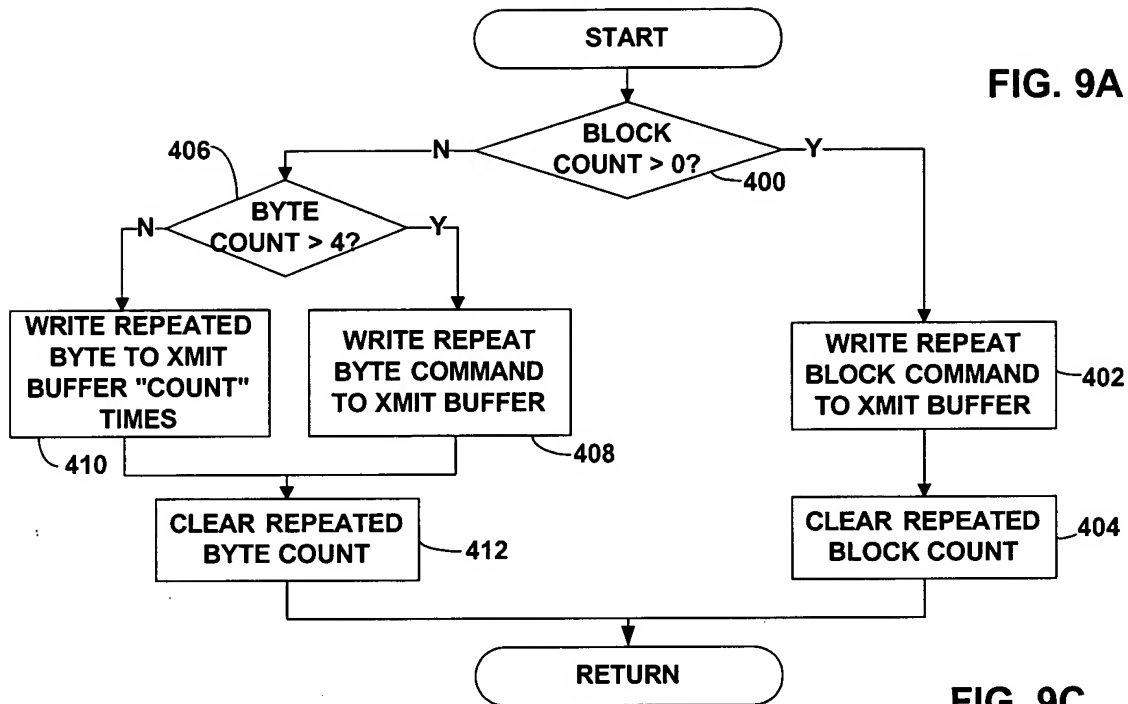 START
FIG. 9A
BLOCK
COUNT > 0?
N
Y
400
406
BYTE
COUNT > 4?
N
Y
WRITE REPEATED
BYTE TO XMIT
BUFFER "COUNT"
TIMES
410
WRITE REPEAT
BYTE COMMAND
TO XMIT BUFFER
408
WRITE REPEAT
BLOCK COMMAND
TO XMIT BUFFER
402
CLEAR REPEATED
BYTE COUNT
412
CLEAR REPEATED
BLOCK COUNT
404
RETURN
FIG. 9C